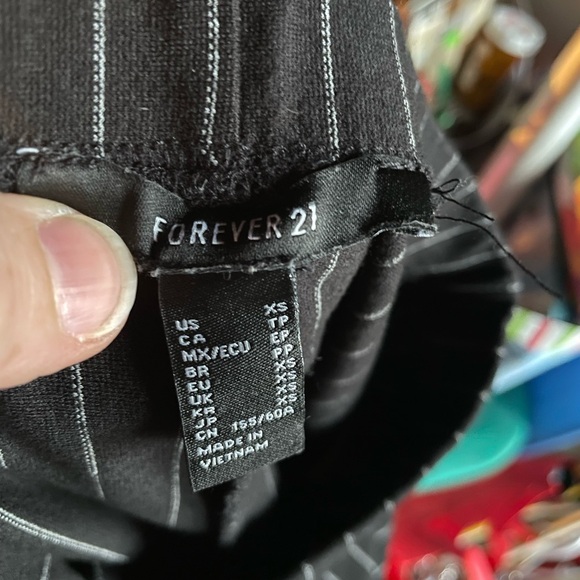 FOREVER 21
US XS
CA TP
MX/ECU EP
BR PP
EU XS
UK XS
KR XS
JP XS
CN 155/60A
MADE IN
VIETNAM